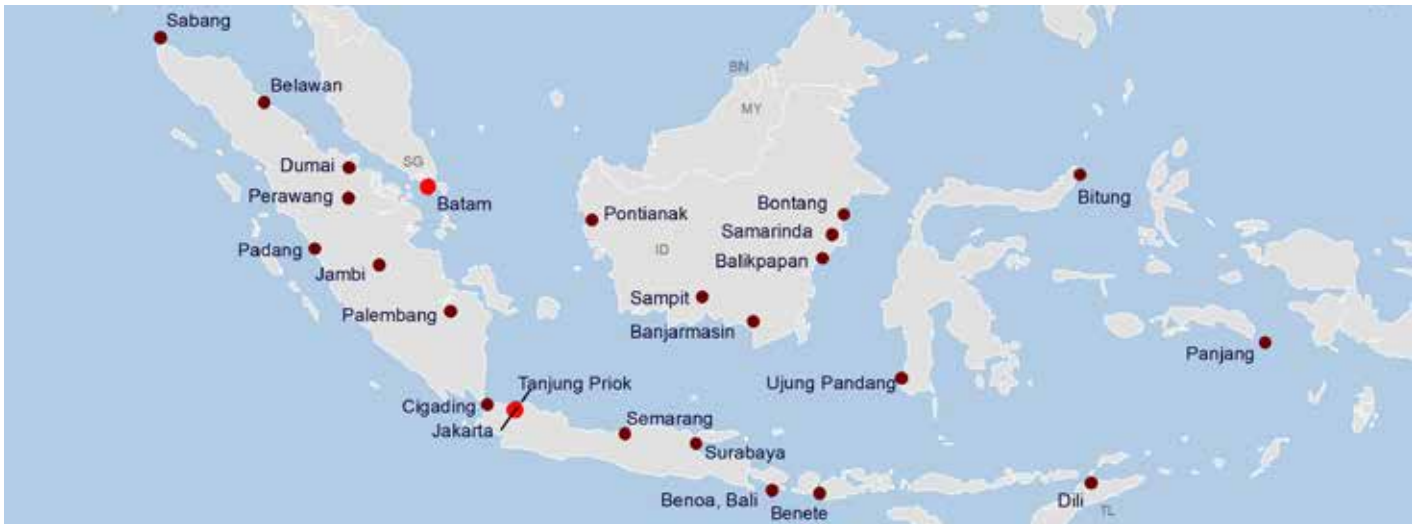 Sabang
Belawan
BN
MY
Dumai
SG
Perawang
Batam
Bitung
Pontianak
Bontang
Samarinda
Padang
ID
Balikpapan
Jambi
Sampit
Palembang
Banjarmasin
Panjang
Tanjung Priok
Ujung Pandang
Cigading
Jakarta
Semarang
Surabaya
Benoa, Bali
Benete
Dili
TL